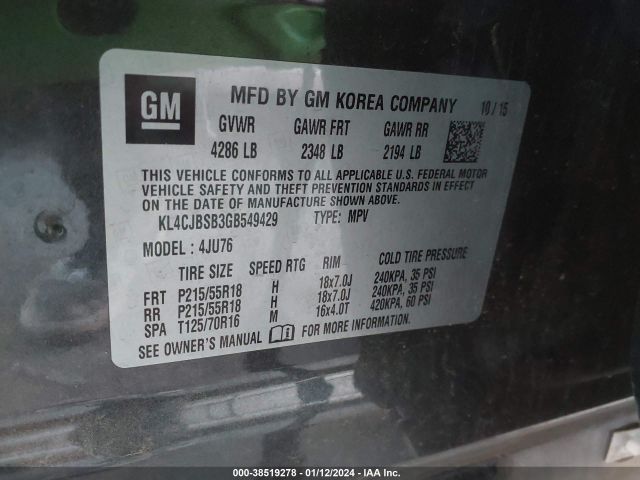 GM
MFD BY GM KOREA COMPANY 10/15
GVWR GAWR FRT GAWR RR
4286 LB 2348 LB 2194 LB
THIS VEHICLE CONFORMS TO ALL APPLICABLE U.S. FEDERAL MOTOR
VEHICLE SAFETY AND THEFT PREVENTION STANDARDS IN EFFECT
ON THE DATE OF MANUFACTURE SHOWN ABOVE.
KL4CJBSB3GB549429 TYPE: MPV
MODEL : 4JU76
TIRE SIZE SPEED RTG RIM COLD TIRE PRESSURE
FRT P215/55R18 H 18x7.0J 240KPA, 35 PSI
RR P215/55R18 H 18x7.0J 240KPA, 35 PSI
SPA T125/70R16 M 16x4.0T 420KPA, 60 PSI
SEE OWNER'S MANUAL FOR MORE INFORMATION.
000-38519278 - 01/12/2024 - IAA Inc.